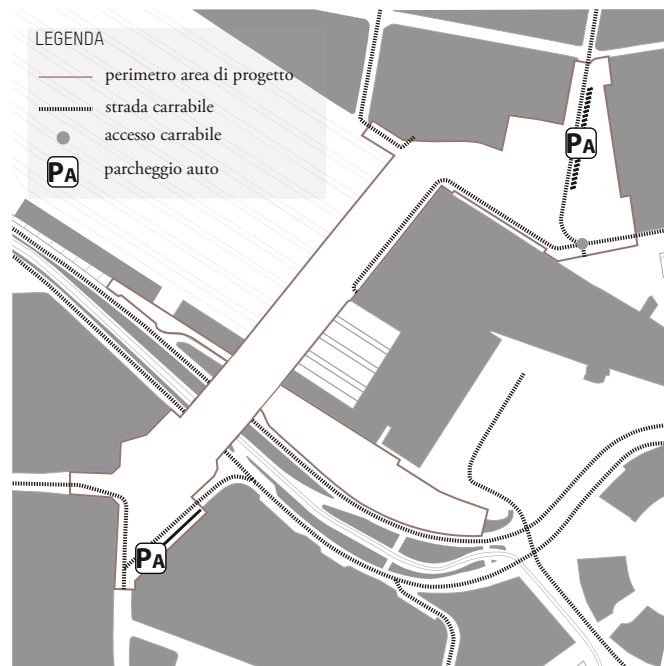 LEGENDA
perimetro area di progetto
strada carrabile
accesso carrabile
PA parcheggio auto
PA
PA